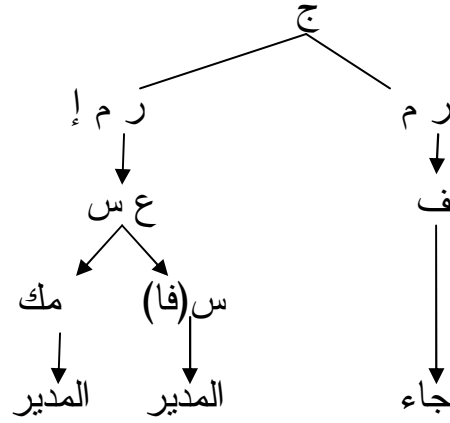 ج
ر م ر م إ
ف ع س
س(فا) مك
جاء المدير المدير